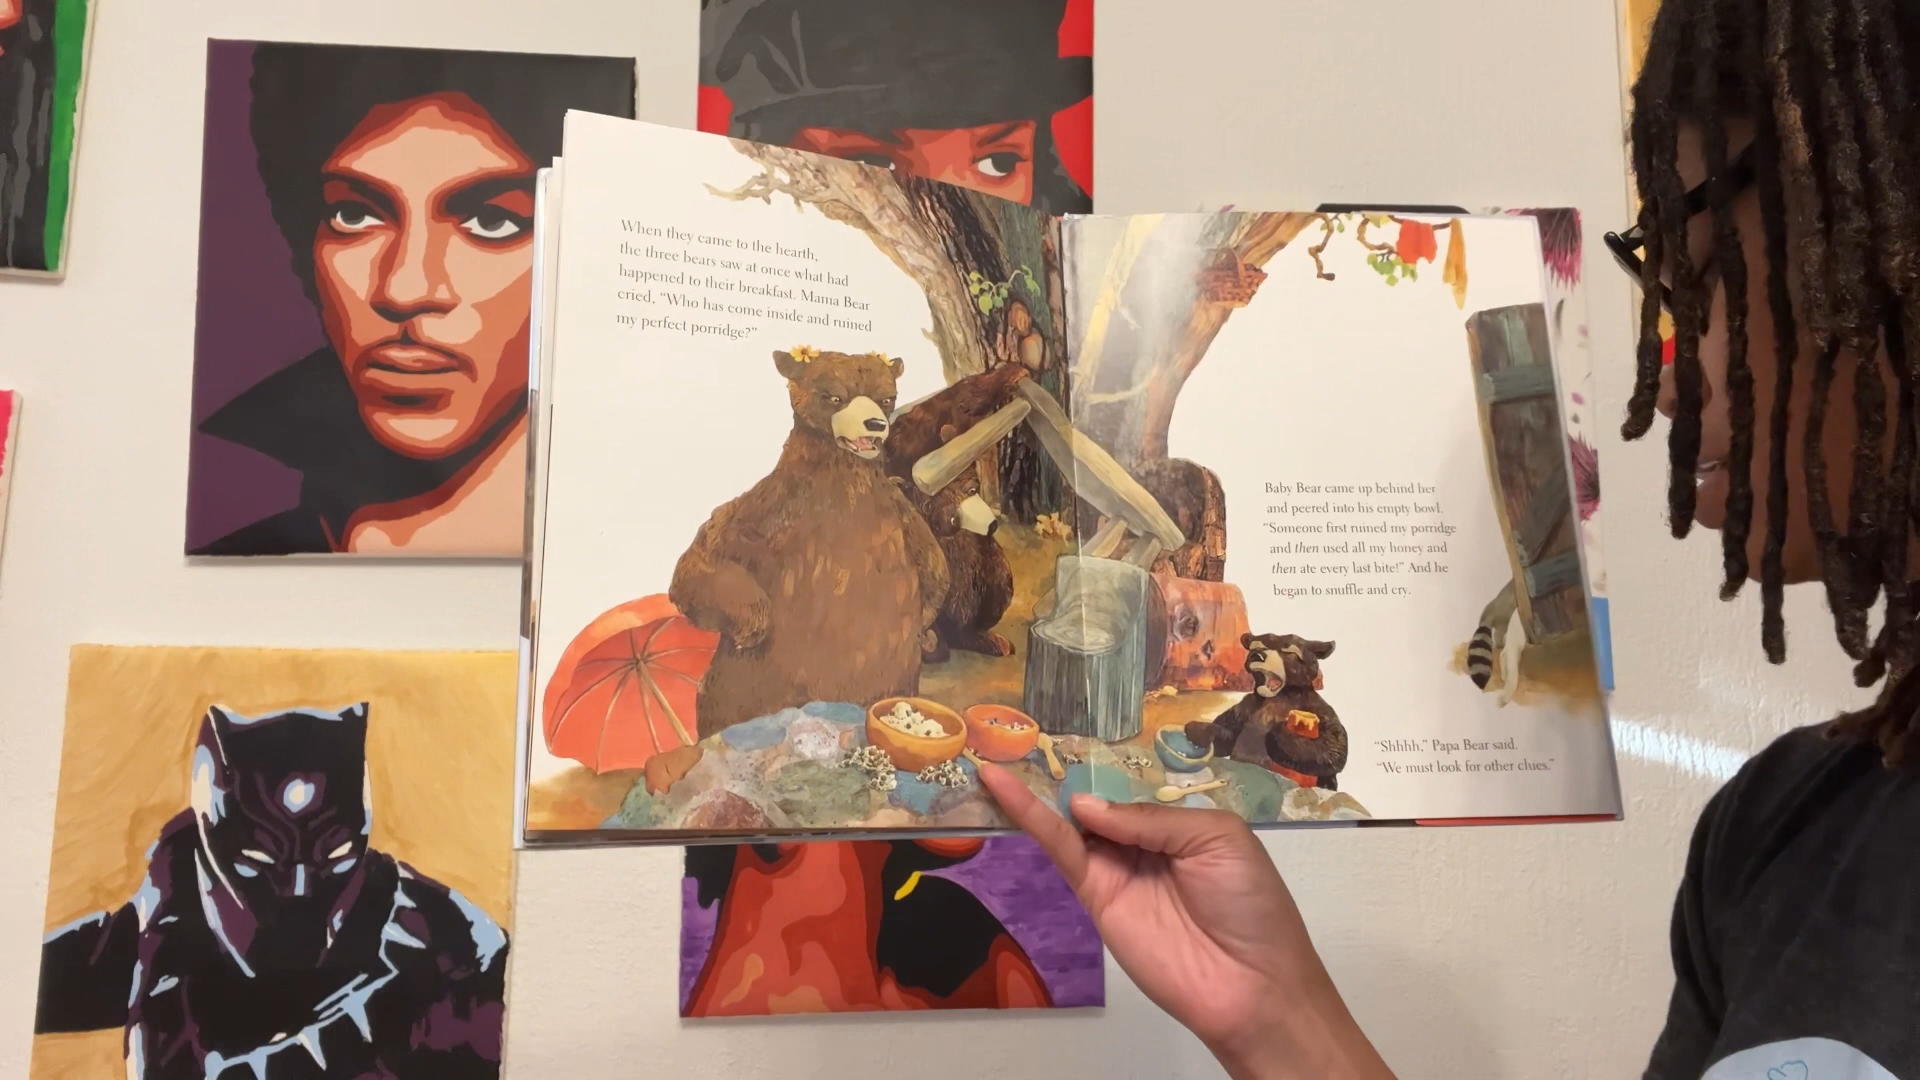 When they came to the hearth,
the three bears saw at once what had
happened to their breakfast. Mama Bear
cried, “Who has come inside and ruined
my perfect porridge?”
Baby Bear came up behind her
and peered into his empty bowl.
“Someone first ruined my porridge
and then used all my honey and
then ate every last bite!” And he
began to snuffle and cry.
“Shhhh,” Papa Bear said.
“We must look for other clues.”